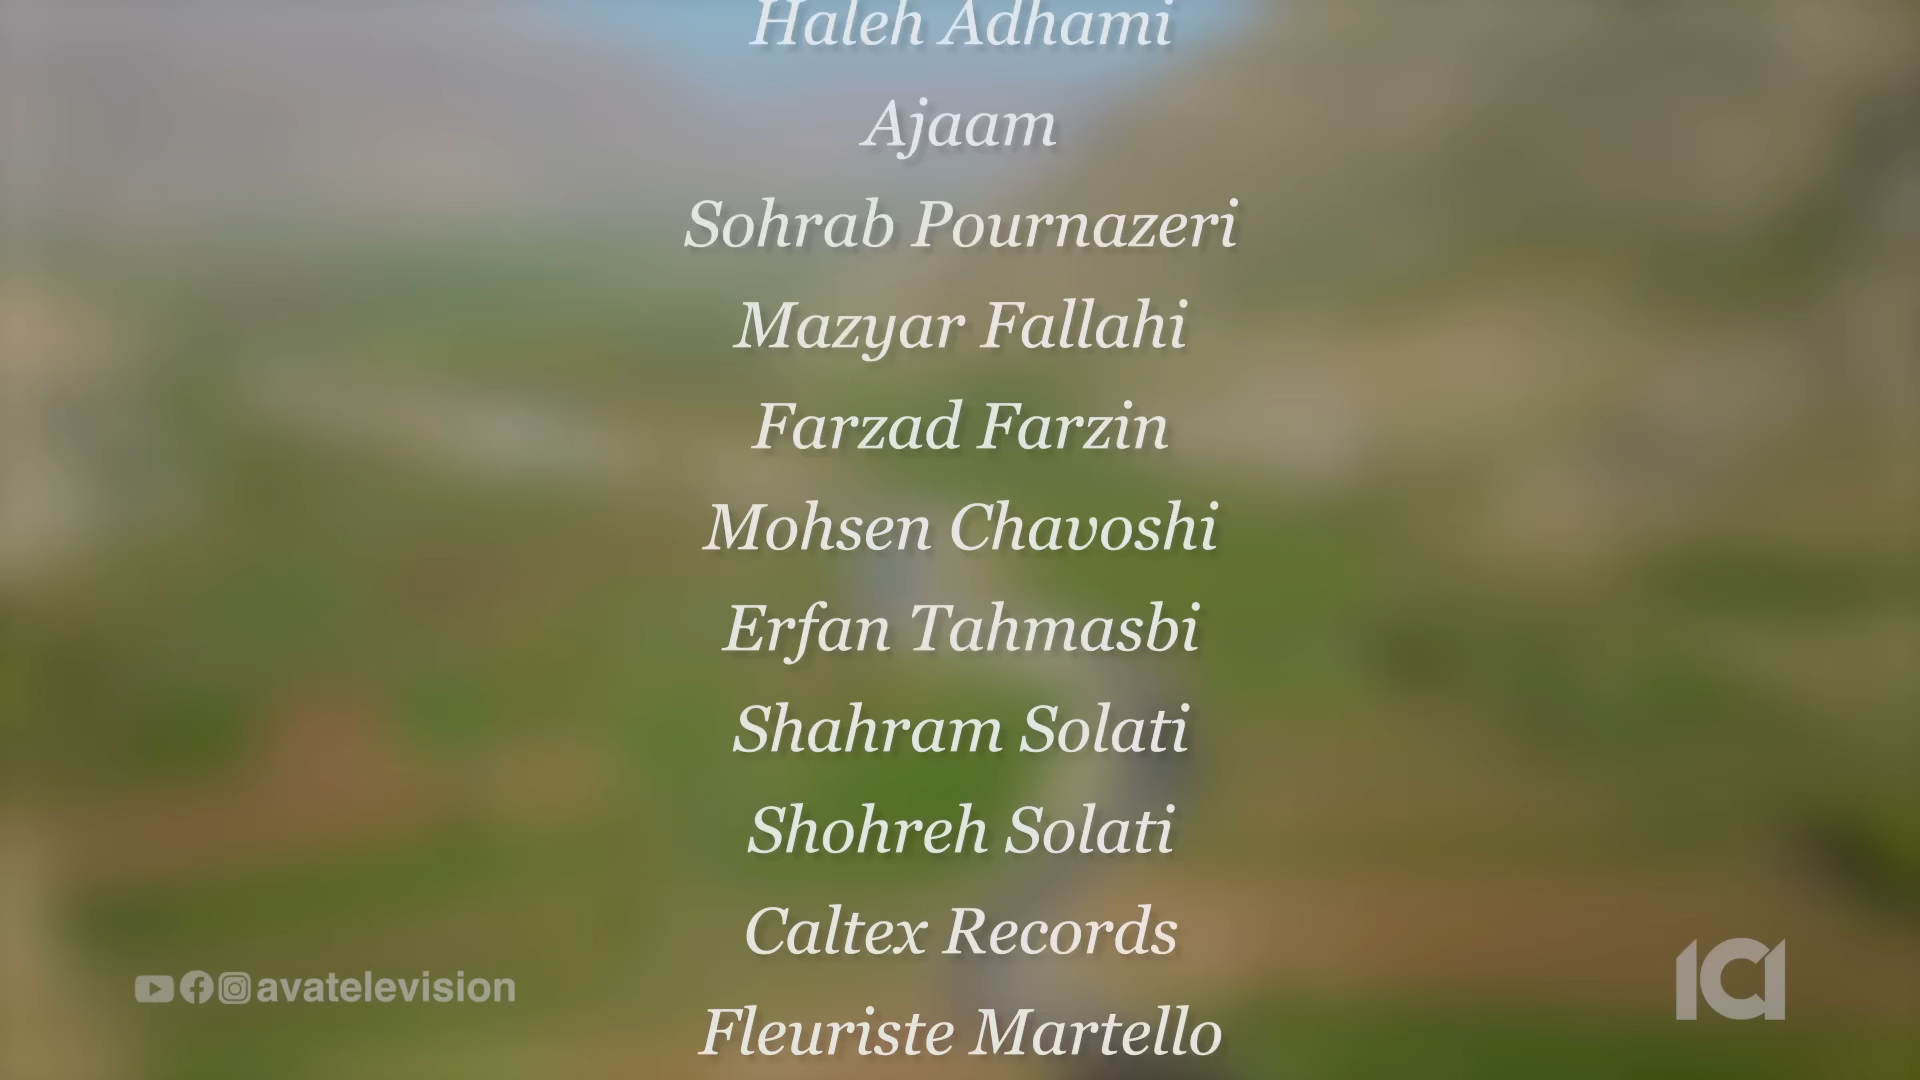 Haleh Adhami
Ajaam
Sohrab Pournazeri
Mazyar Fallahi
Farzad Farzin
Mohsen Chavoshi
Erfan Tahmasbi
Shahram Solati
Shohreh Solati
Caltex Records
avatelevision
Fleuriste Martello